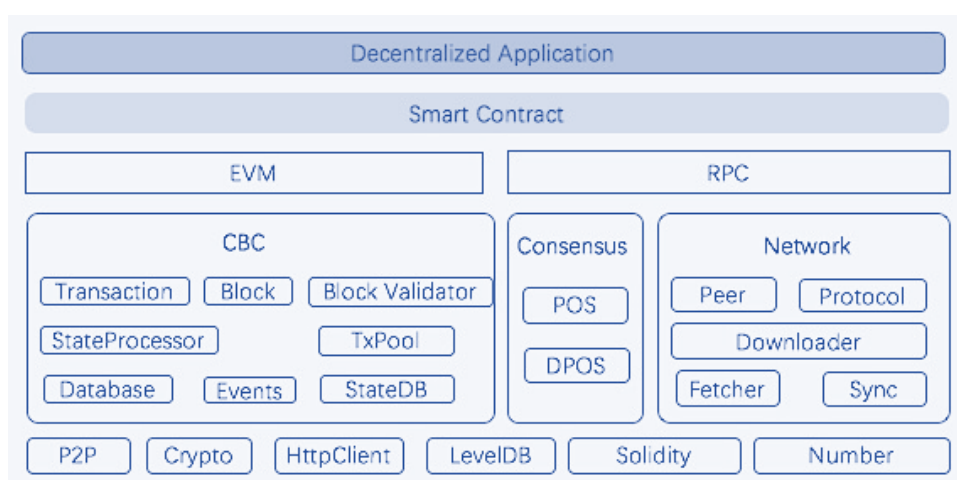 Decentralized Application
Smart Contract
EVM RPC
CBC Consensus Network
Transaction Block Block Validator POS Peer Protocol
StateProcessor TxPool DPOS Downloader
Database Events StateDB Fetcher Sync
P2P Crypto HttpClient LevelDB Solidity Number